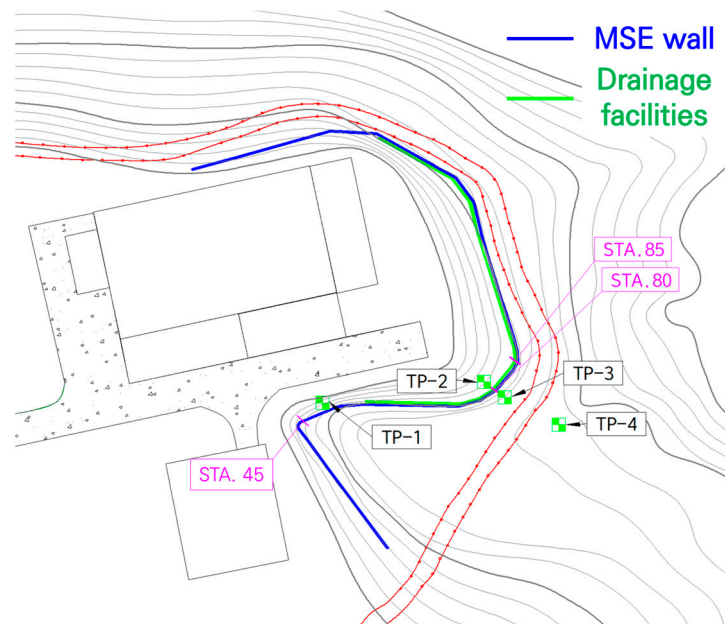 MSE wall
Drainage
facilities
STA.85
STA.80
TP-2
TP-3
TP-1
TP-4
STA. 45